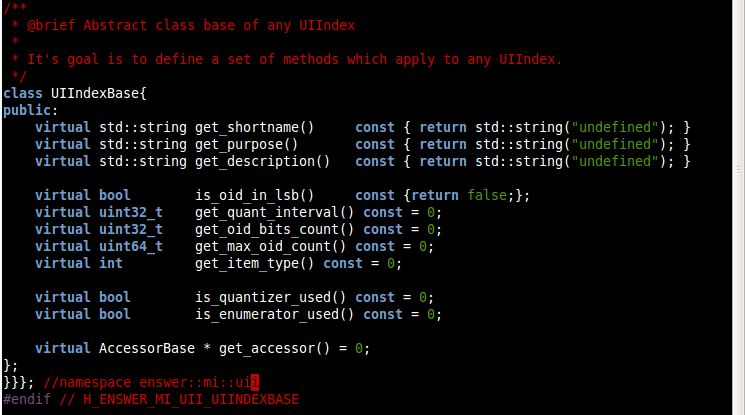 /**
 * @brief Abstract class base of any UIIndex
 *
 * It's goal is to define a set of methods which apply to any UIIndex.
 */
class UIIndexBase{
public:
    virtual std::string get_shortname()     const { return std::string("undefined"); }
    virtual std::string get_purpose()       const { return std::string("undefined"); }
    virtual std::string get_description()   const { return std::string("undefined"); }

    virtual bool        is_oid_in_lsb()     const {return false;};
    virtual uint32_t    get_quant_interval() const = 0;
    virtual uint32_t    get_oid_bits_count() const = 0;
    virtual uint64_t    get_max_oid_count() const = 0;
    virtual int         get_item_type() const = 0;

    virtual bool        is_quantizer_used() const = 0;
    virtual bool        is_enumerator_used() const = 0;

    virtual AccessorBase * get_accessor() = 0;
};
}}}; //namespace enswer::mi::uii
#endif // H_ENSWER_MI_UII_UIINDEXBASE